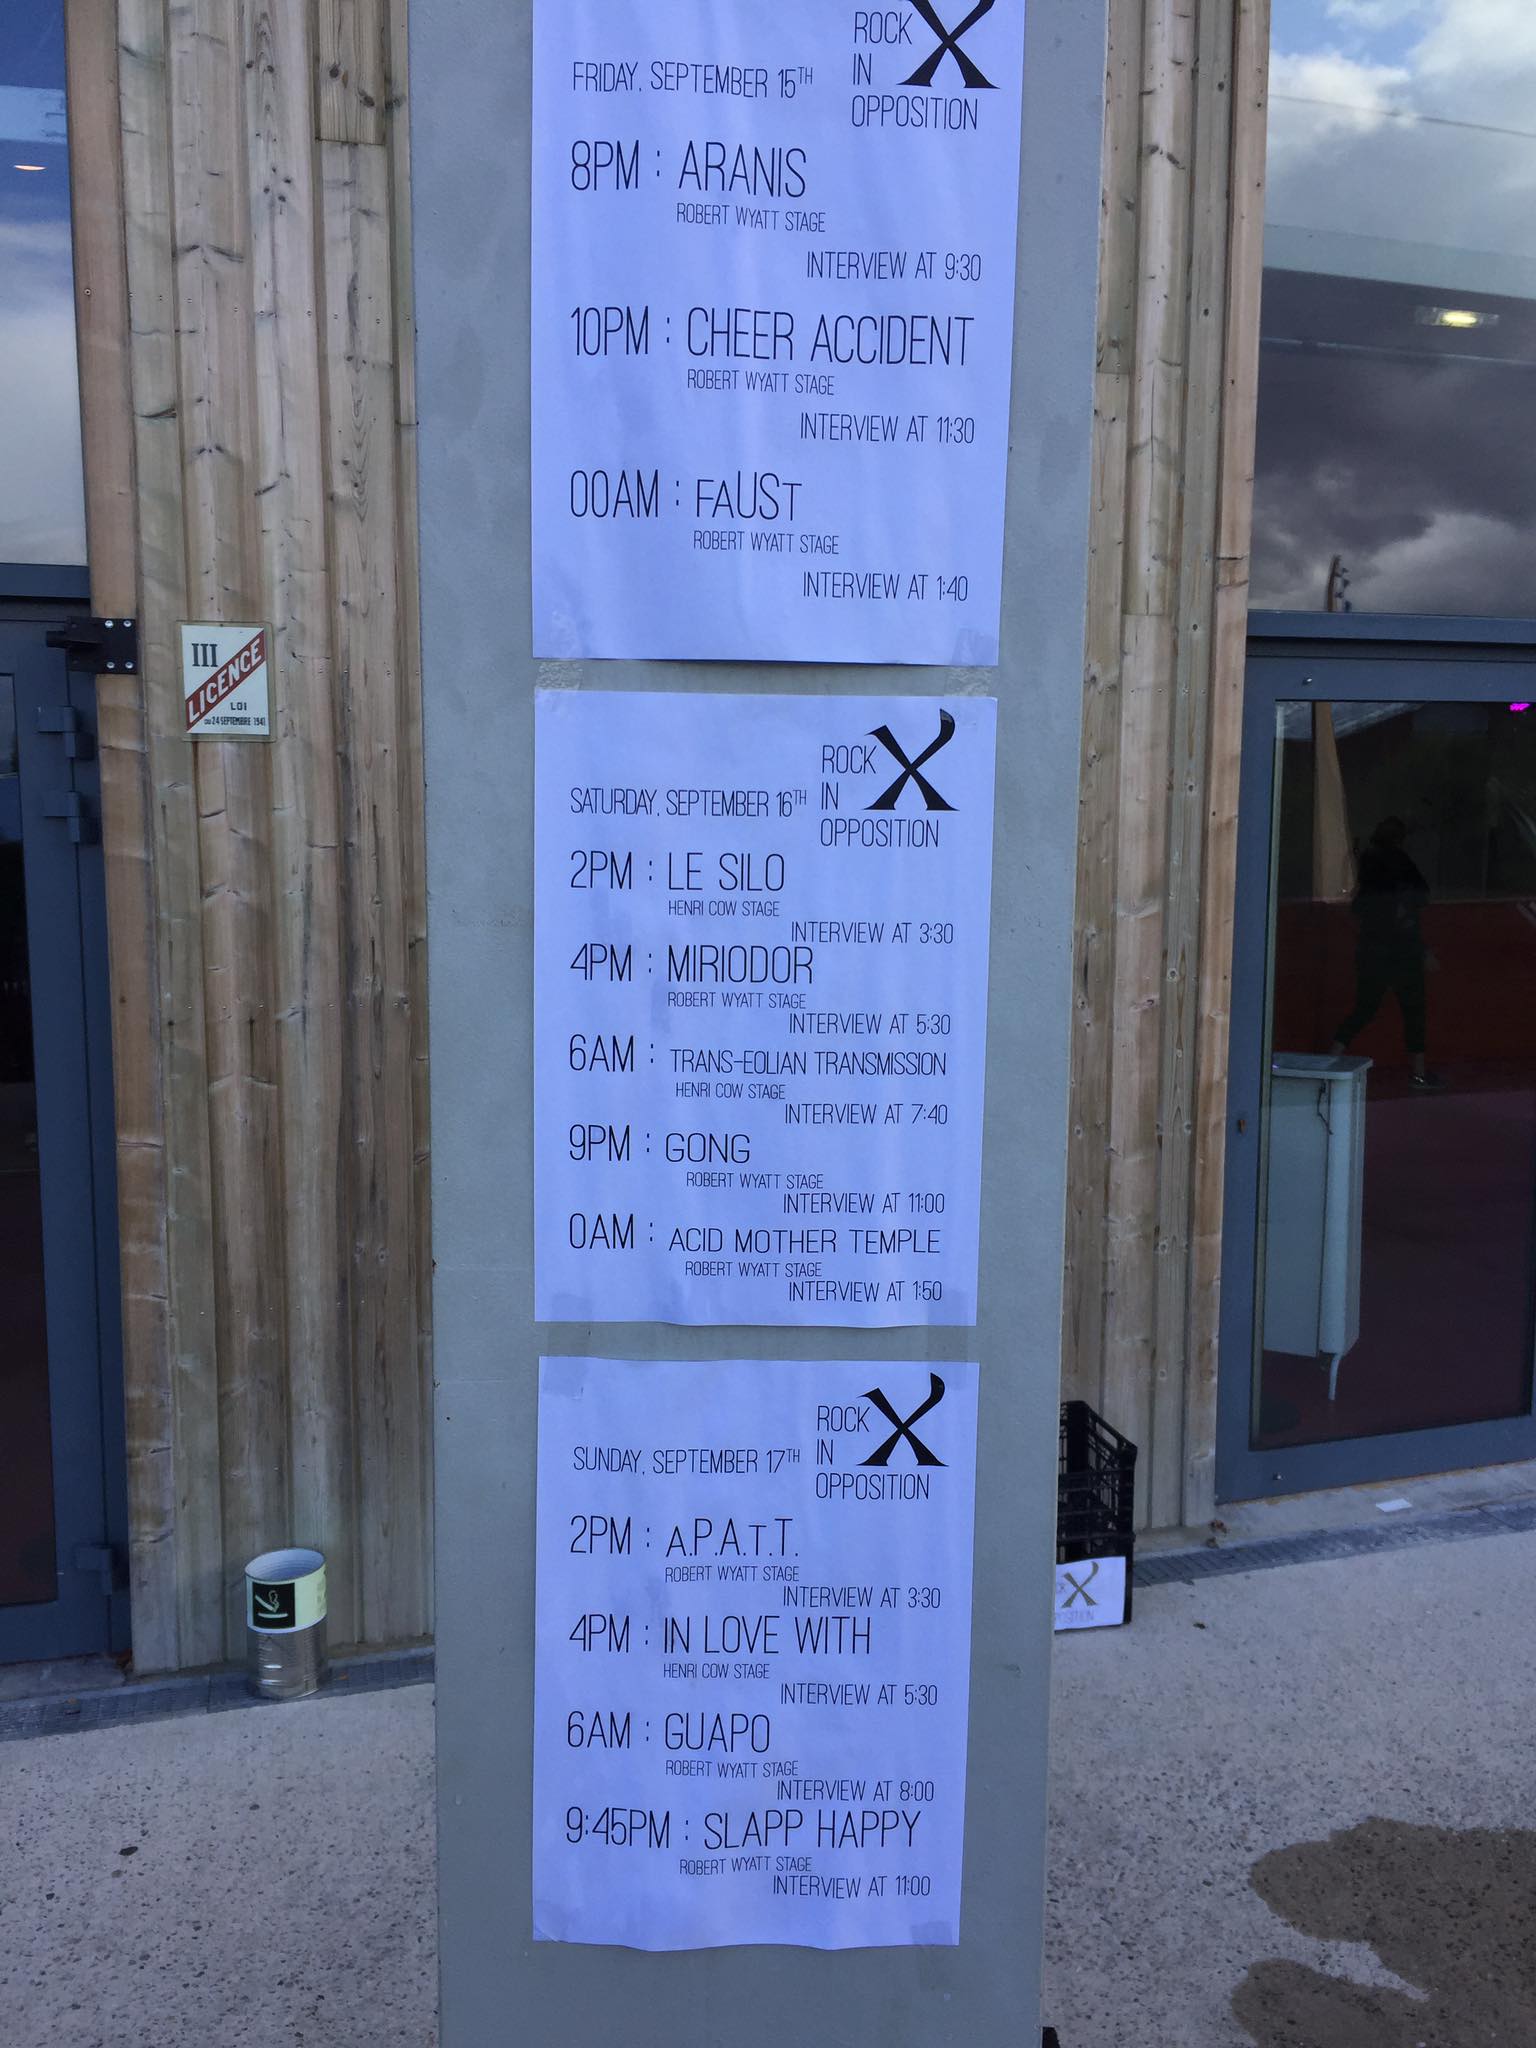 ROCK
IN
OPPOSITION
FRIDAY, SEPTEMBER 15TH
8PM : ARANIS
ROBERT WYATT STAGE
INTERVIEW AT 9:30
10PM : CHEER ACCIDENT
ROBERT WYATT STAGE
INTERVIEW AT 11:30
00AM : FAUST
ROBERT WYATT STAGE
INTERVIEW AT 1:40
III
LICENCE
LOI
DU 24 SEPTEMBRE 1941
ROCK
IN
OPPOSITION
SATURDAY, SEPTEMBER 16TH
2PM : LE SILO
HENRI COW STAGE
INTERVIEW AT 3:30
4PM : MIRIODOR
ROBERT WYATT STAGE
INTERVIEW AT 5:30
6AM : TRANS-EOLIAN TRANSMISSION
HENRI COW STAGE
INTERVIEW AT 7:40
9PM : GONG
ROBERT WYATT STAGE
INTERVIEW AT 11:00
0AM : ACID MOTHER TEMPLE
ROBERT WYATT STAGE
INTERVIEW AT 1:50
ROCK
IN
OPPOSITION
SUNDAY, SEPTEMBER 17TH
2PM : A.P.A.T.T.
ROBERT WYATT STAGE
INTERVIEW AT 3:30
4PM : IN LOVE WITH
HENRI COW STAGE
INTERVIEW AT 5:30
6AM : GUAPO
ROBERT WYATT STAGE
INTERVIEW AT 8:00
9:45PM : SLAPP HAPPY
ROBERT WYATT STAGE
INTERVIEW AT 11:00